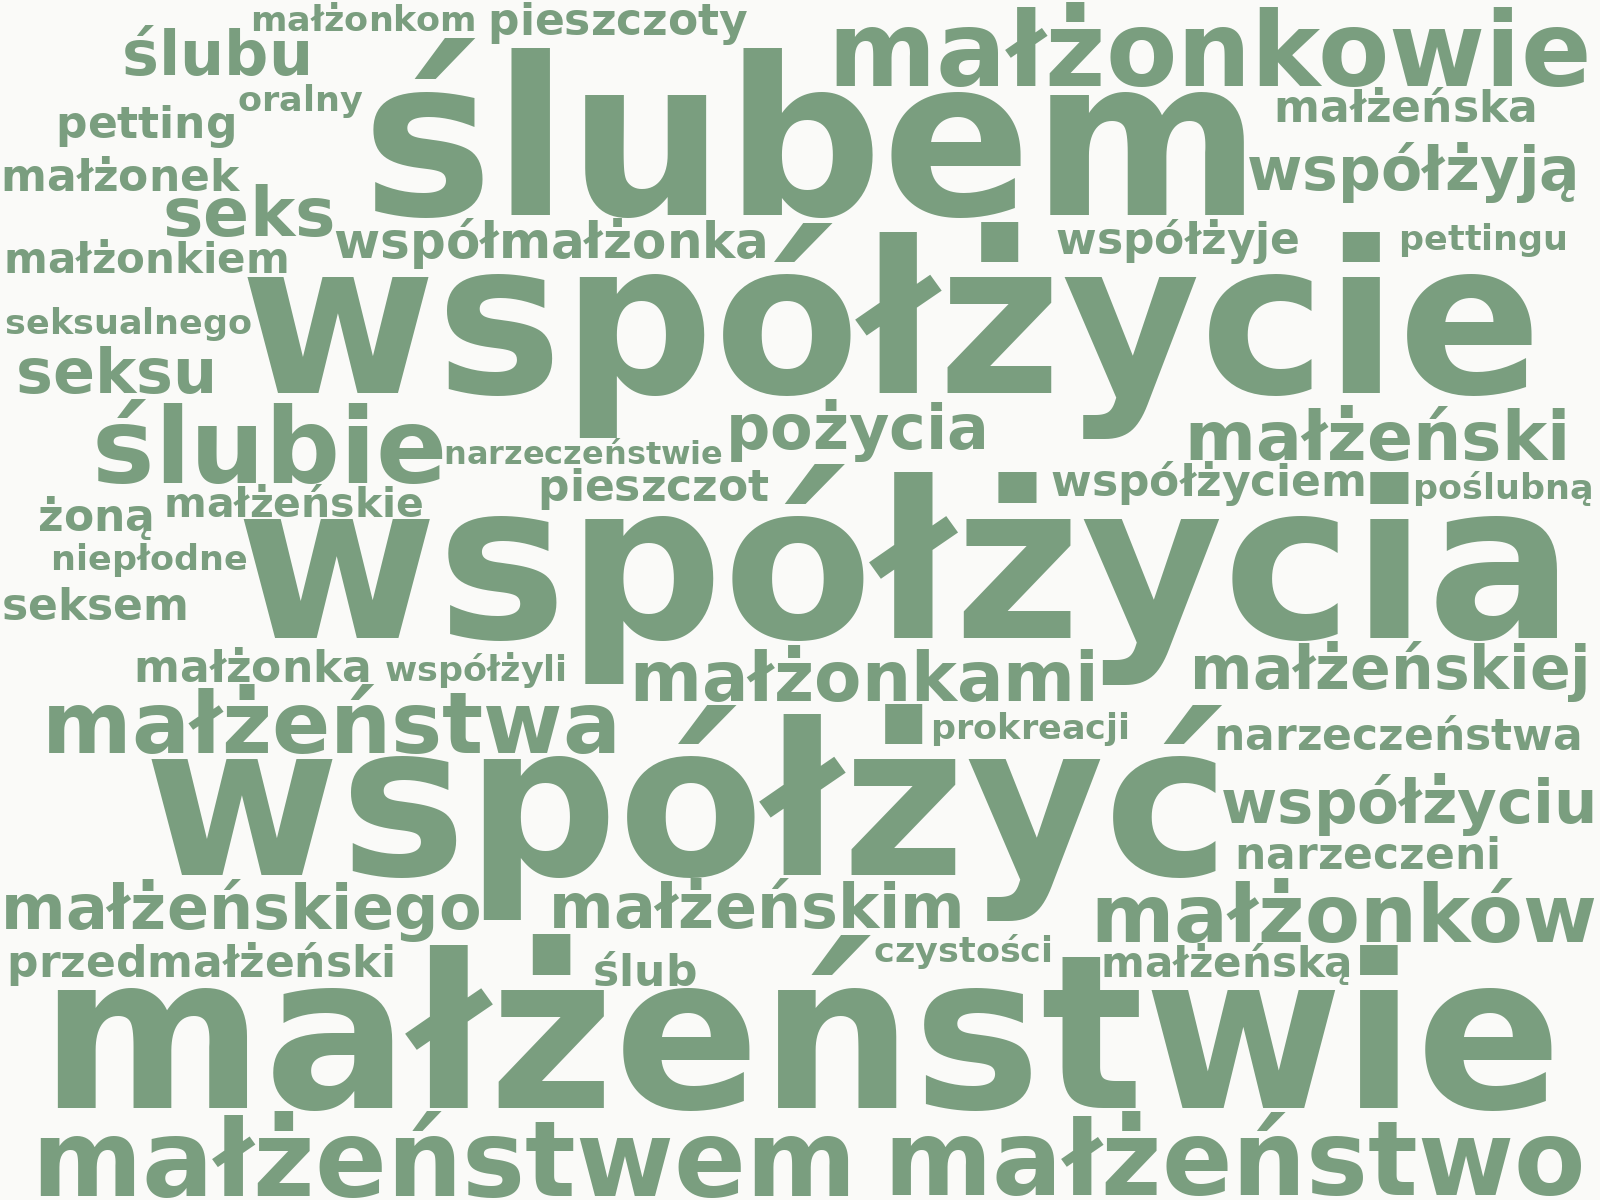 małżonkom pieszczoty małżonkowie
ślubu
oralny ślubem małżeńska
petting
małżonek współżyją
seks
małżonkiem współmałżonka współżyje pettingu
seksualnego współżycie
seksu
ślubie pożycia małżeński
narzeczeństwie
żoną małżeńskie pieszczot współżyciem poślubną
niepłodne współżycia
seksem
małżonka współżyli małżonkami małżeńskiej
małżeństwa prokreacji narzeczeństwa
współżyć współżyciu
narzeczeni
małżeńskiego małżeńskim małżonków
przedmałżeński ślub czystości małżeńską
małżeństwie
małżeństwem małżeństwo